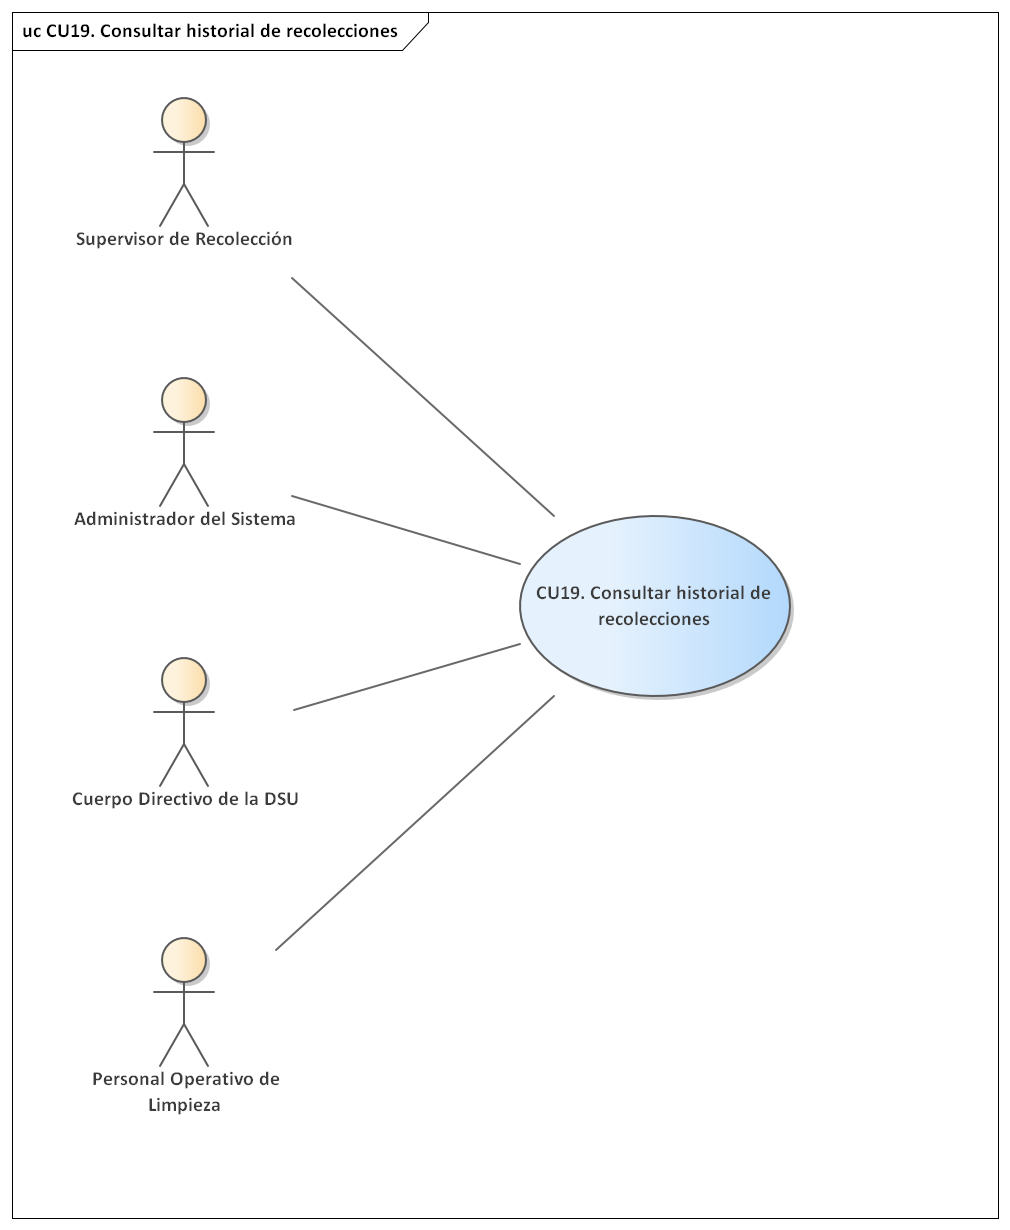 uc CU19. Consultar historial de recolecciones
Supervisor de Recolección
Administrador del Sistema
CU19. Consultar historial de
recolecciones
Cuerpo Directivo de la DSU
Personal Operativo de
Limpieza